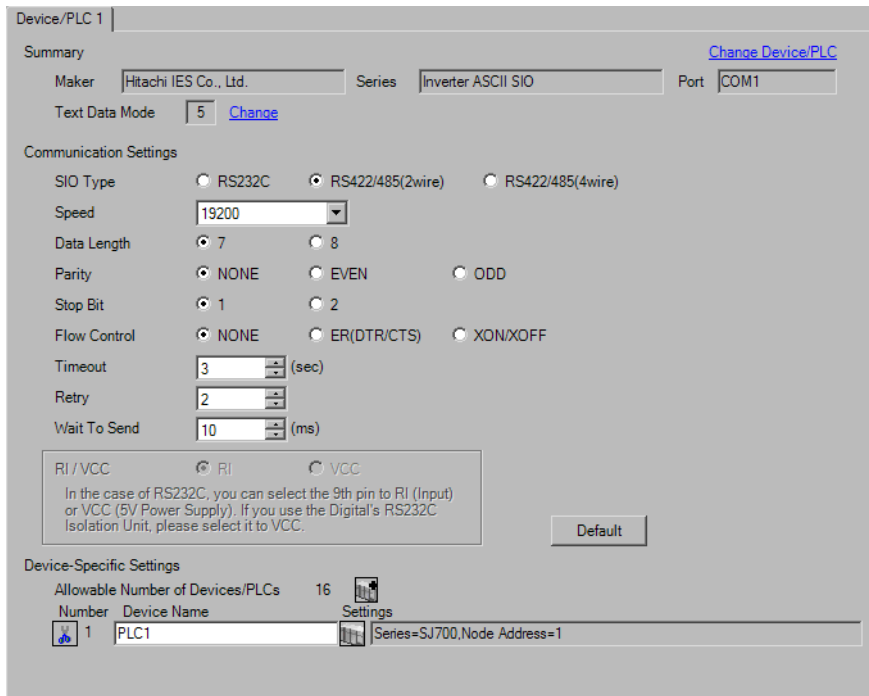 Device/PLC 1
Summary
Change Device/PLC
Maker Hitachi IES Co., Ltd. Series Inverter ASCII SIO Port COM1
Text Data Mode 5 Change
Communication Settings
SIO Type RS232C RS422/485(2wire) RS422/485(4wire)
Speed 19200
Data Length 7 8
Parity NONE EVEN ODD
Stop Bit 1 2
Flow Control NONE ER(DTR/CTS) XON/XOFF
Timeout 3 (sec)
Retry 2
Wait To Send 10 (ms)
RI / VCC RI VCC
In the case of RS232C, you can select the 9th pin to RI (Input)
or VCC (5V Power Supply). If you use the Digital's RS232C
Isolation Unit, please select it to VCC.
Default
Device-Specific Settings
Allowable Number of Devices/PLCs 16
Number Device Name Settings
1 PLC1 Series=SJ700,Node Address=1